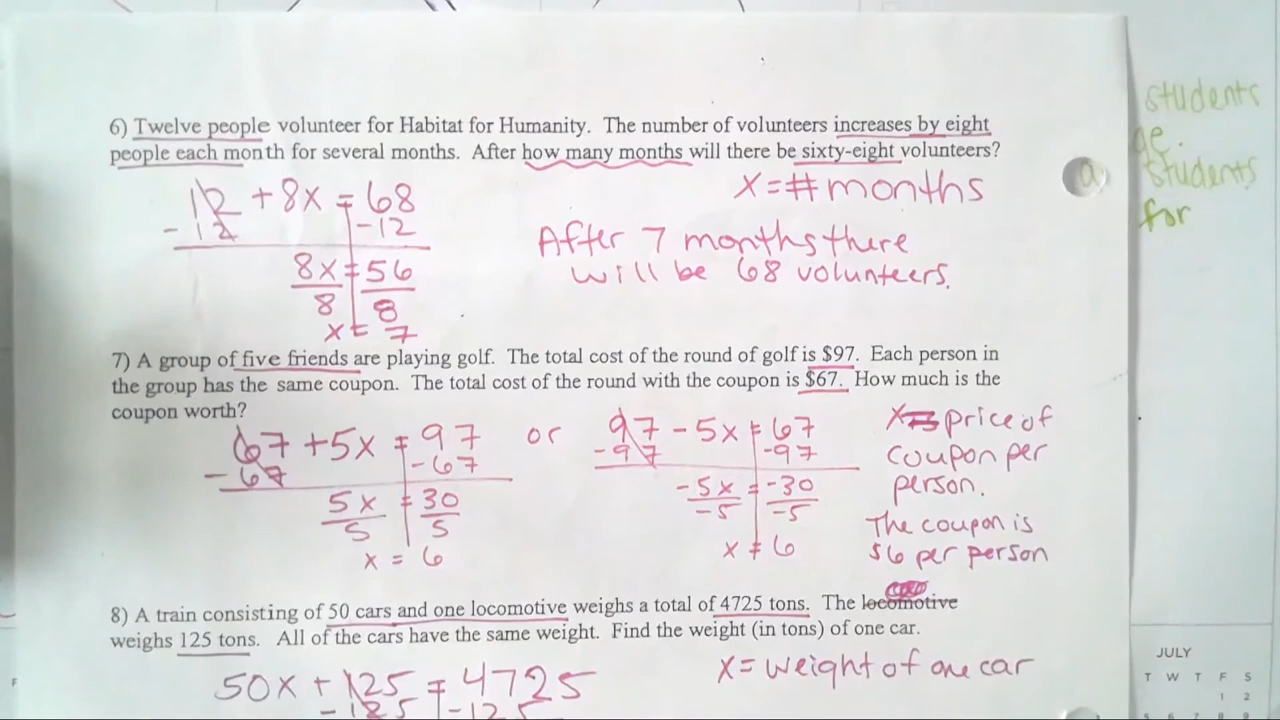 students
ge.
students
for
6) Twelve people volunteer for Habitat for Humanity. The number of volunteers increases by eight
people each month for several months. After how many months will there be sixty-eight volunteers?
12 + 8x = 68
x = # months
- 12 -12
After 7 months there
will be 68 volunteers.
8x = 56
8 8
x = 7
7) A group of five friends are playing golf. The total cost of the round of golf is $97. Each person in
the group has the same coupon. The total cost of the round with the coupon is $67. How much is the
coupon worth?
67 + 5x = 97 or 97 - 5x = 67
- 67 - 67 -97 -97
5x = 30 -5x = -30
5 5 -5 -5
x = 6 x = 6
x = price of
coupon per
person.
The coupon is
$6 per person
8) A train consisting of 50 cars and one locomotive weighs a total of 4725 tons. The locomotive
weighs 125 tons. All of the cars have the same weight. Find the weight (in tons) of one car.
50x + 125 = 4725
x = weight of one car
- 125 -125
JULY
T W T F S
1 2